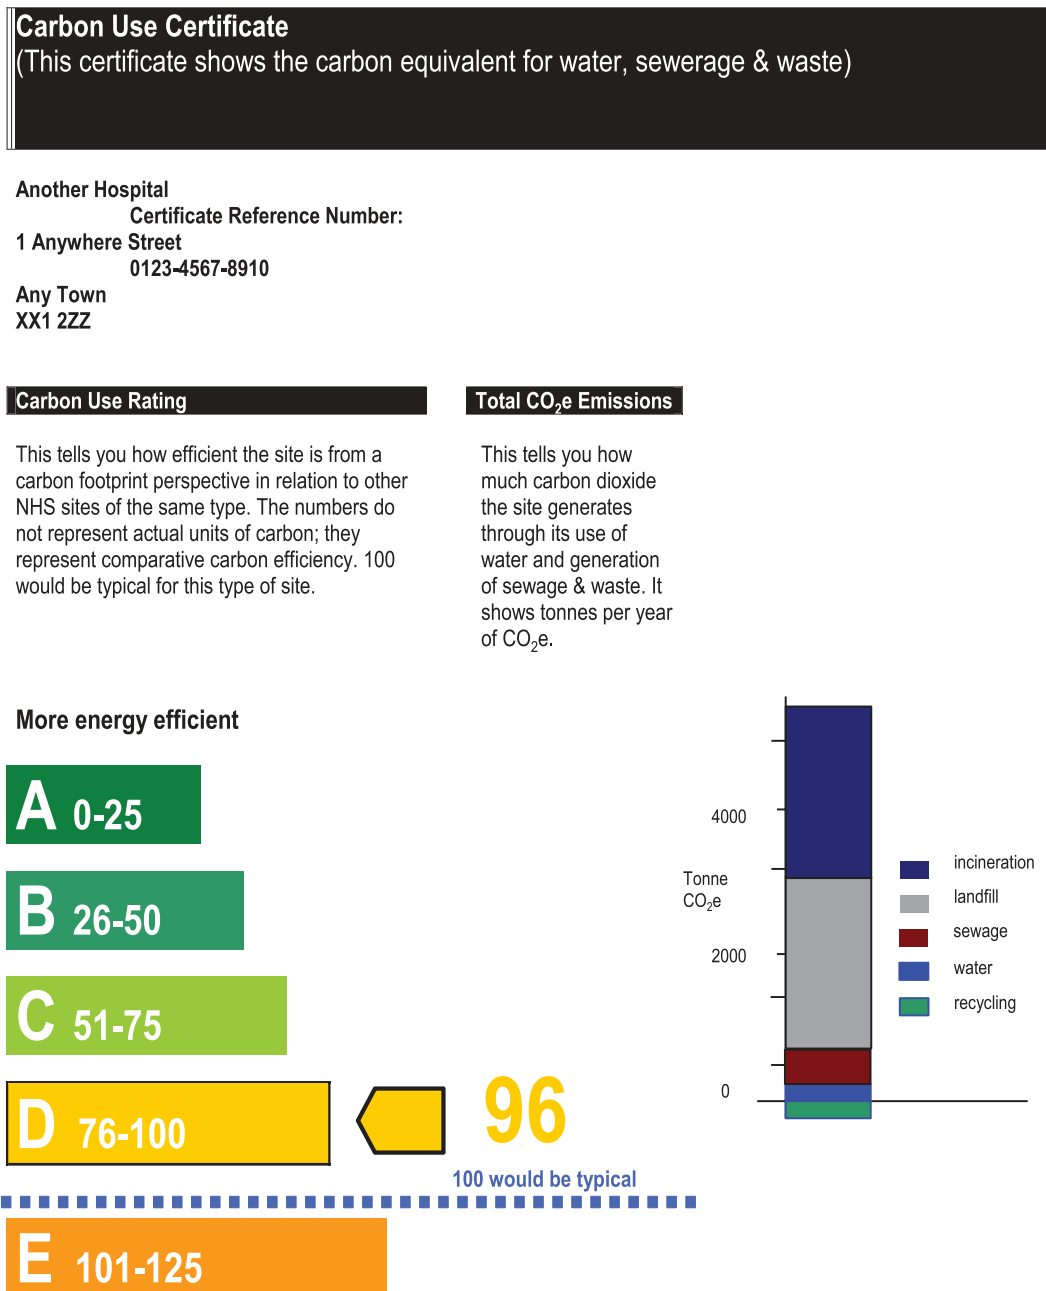 Carbon Use Certificate
(This certificate shows the carbon equivalent for water, sewerage & waste)
Another Hospital
Certificate Reference Number:
1 Anywhere Street
0123-4567-8910
Any Town
XX1 2ZZ
Carbon Use Rating
This tells you how efficient the site is from a
carbon footprint perspective in relation to other
NHS sites of the same type. The numbers do
not represent actual units of carbon; they
represent comparative carbon efficiency. 100
would be typical for this type of site.
Total CO₂e Emissions
This tells you how
much carbon dioxide
the site generates
through its use of
water and generation
of sewage & waste. It
shows tonnes per year
of CO₂e.
More energy efficient
A 0-25
B 26-50
C 51-75
D 76-100
96
100 would be typical
E 101-125
4000
Tonne
CO₂e
2000
0
incineration
landfill
sewage
water
recycling